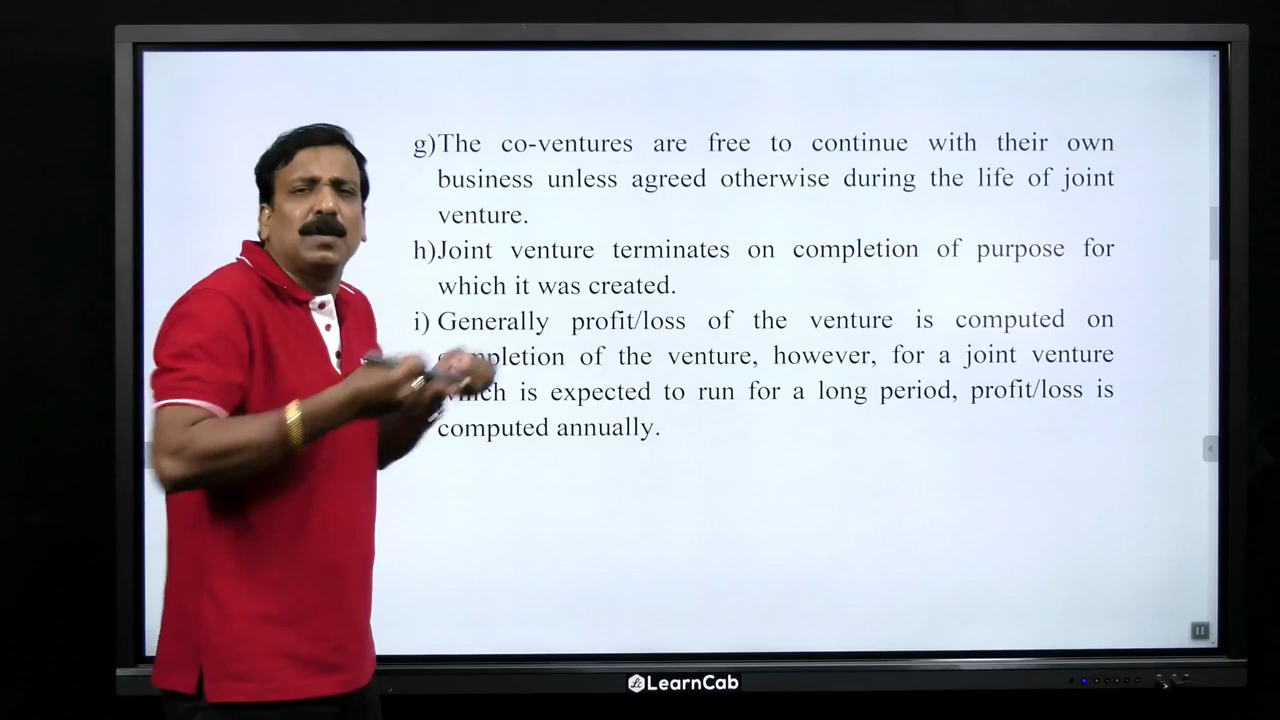 g)The co-ventures are free to continue with their own
business unless agreed otherwise during the life of joint
venture.
h)Joint venture terminates on completion of purpose for
which it was created.
i) Generally profit/loss of the venture is computed on
completion of the venture, however, for a joint venture
which is expected to run for a long period, profit/loss is
computed annually.
LearnCab